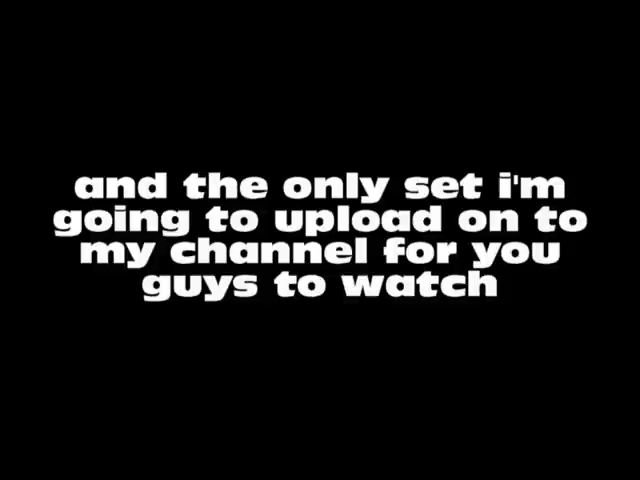 and the only set i'm
going to upload on to
my channel for you
guys to watch